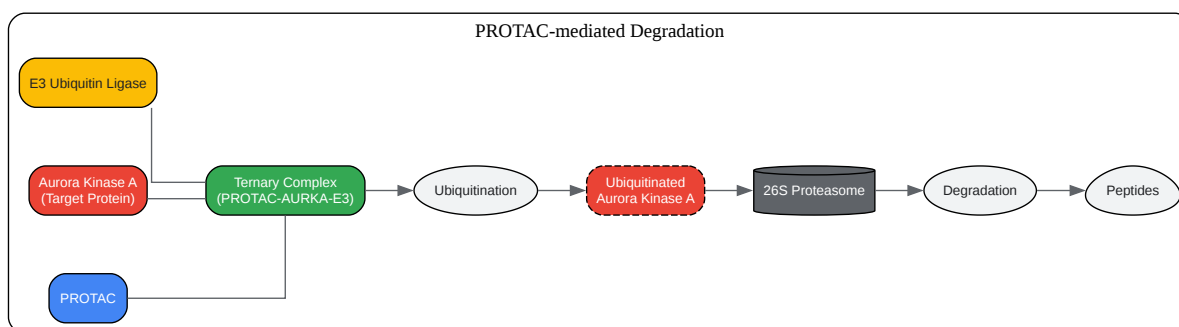 PROTAC-mediated Degradation
E3 Ubiquitin Ligase
Aurora Kinase A
(Target Protein)
Ternary Complex
(PROTAC-AURKA-E3)
Ubiquitination
Ubiquitinated
Aurora Kinase A
26S Proteasome
Degradation
Peptides
PROTAC